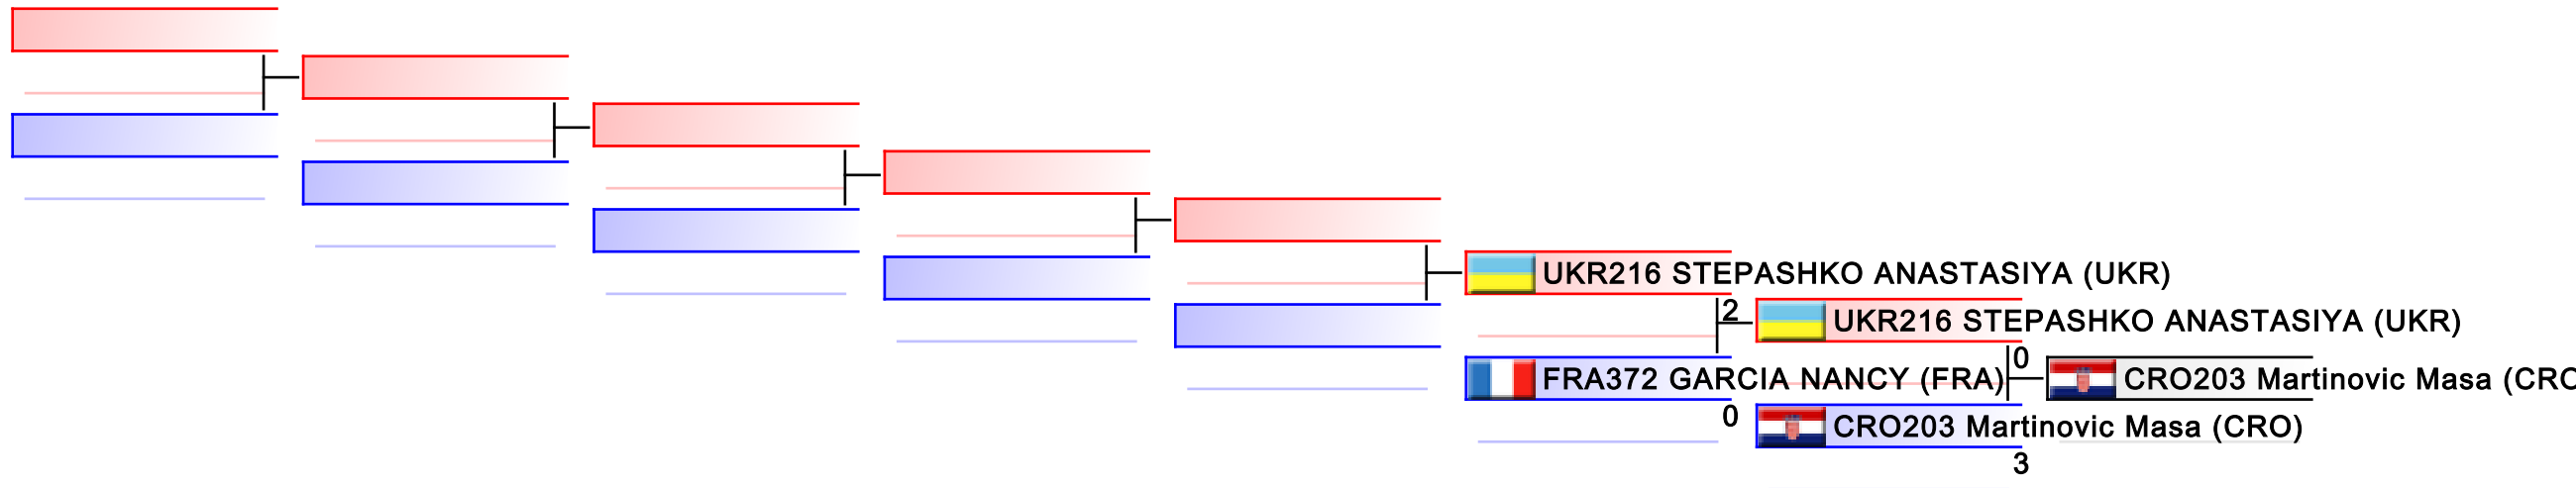 UKR216 STEPASHKO ANASTASIYA (UKR)
2
UKR216 STEPASHKO ANASTASIYA (UKR)
FRA372 GARCIA NANCY (FRA)
0
0
CRO203 Martinovic Masa (CRO
CRO203 Martinovic Masa (CRO)
3